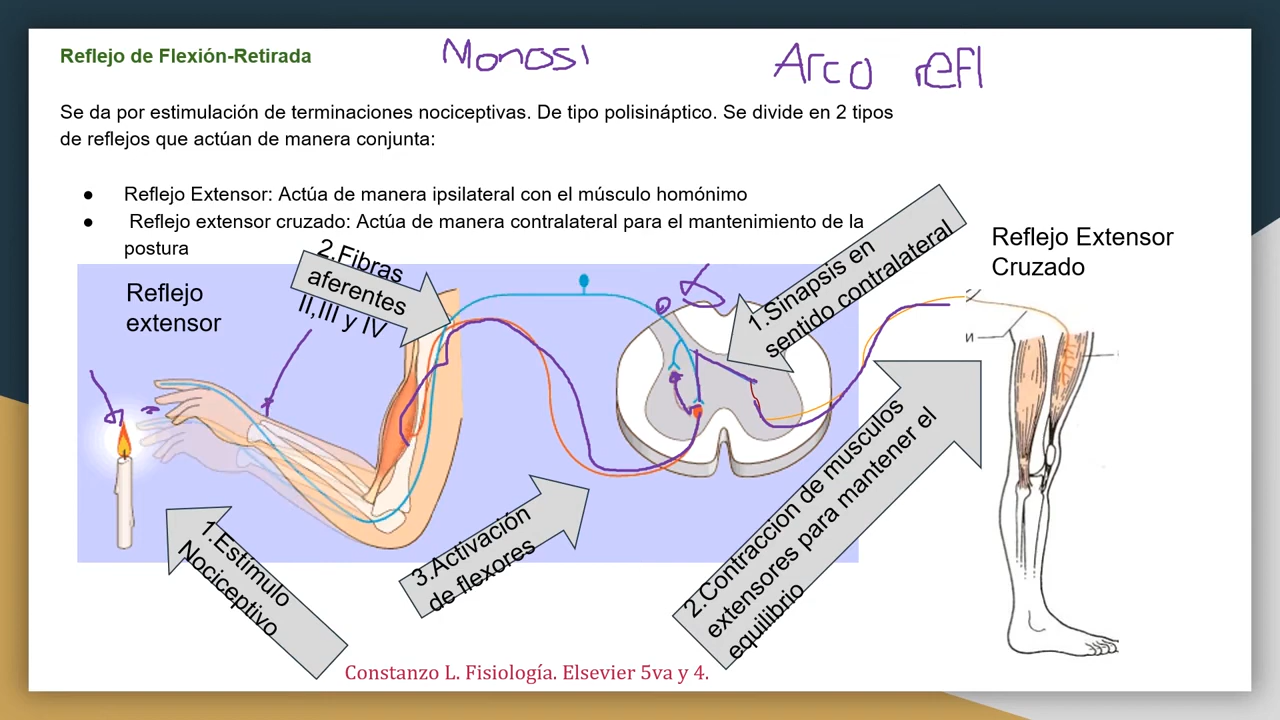 Reflejo de Flexión-Retirada
Monosi
Arco refl
Se da por estimulación de terminaciones nociceptivas. De tipo polisináptico. Se divide en 2 tipos
de reflejos que actúan de manera conjunta:
● Reflejo Extensor: Actúa de manera ipsilateral con el músculo homónimo
● Reflejo extensor cruzado: Actúa de manera contralateral para el mantenimiento de la
postura
Reflejo
extensor
2.Fibras
aferentes
II,III y IV
1.Sinapsis en
sentido contralateral
Reflejo Extensor
Cruzado
1.Estímulo
Nociceptivo
3.Activación
de flexores
2.Contraccion de musculos
extensores para mantener el
equilibrio
Constanzo L. Fisiología. Elsevier 5va y 4.